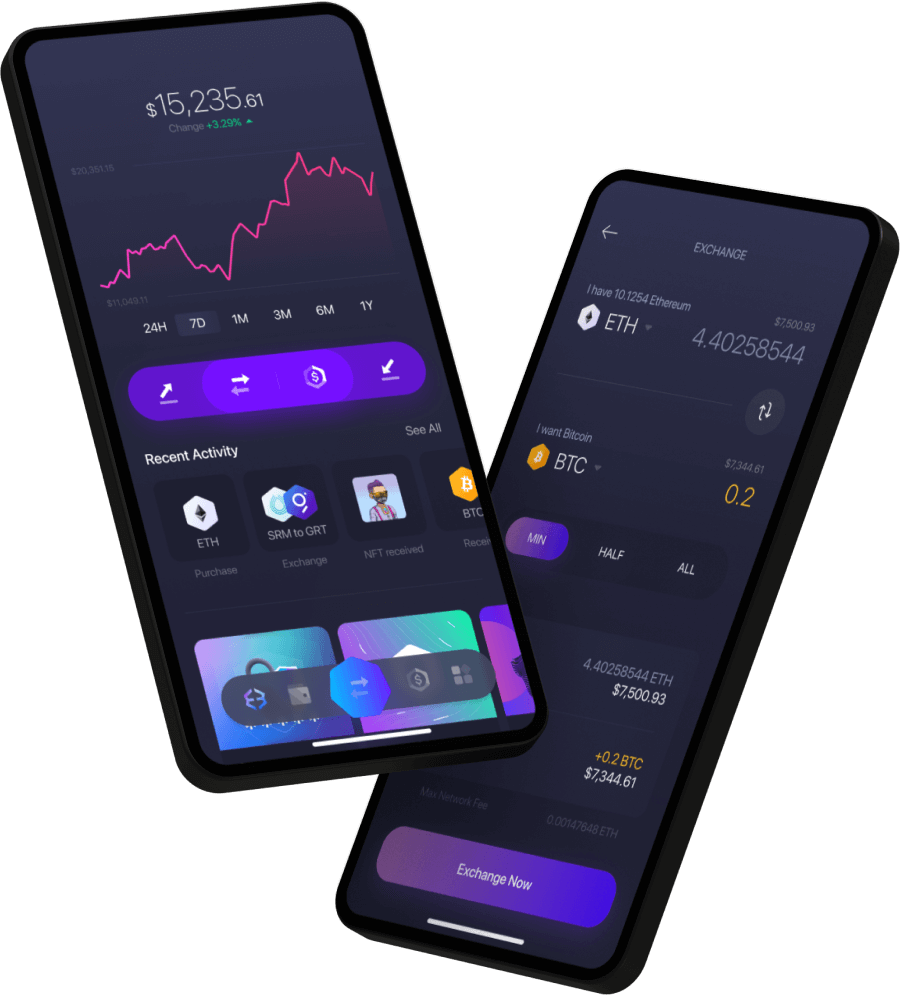 $15,235.61
Change +3.29%
$20,351.16
$11,049.11
24H 7D 1M 3M 6M 1Y
Recent Activity See All
ETH SRM to GRT BTC
Purchase Exchange NFT received
EXCHANGE
I have 10.1254 Ethereum
$7,500.93
ETH 4.40258544
I want Bitcoin
$7,344.61
BTC 0.2
MIN HALF ALL
4.40258544 ETH
$7,500.93
+0.2 BTC
$7,344.61
Max Network Fee 0.00147648 ETH
Exchange Now